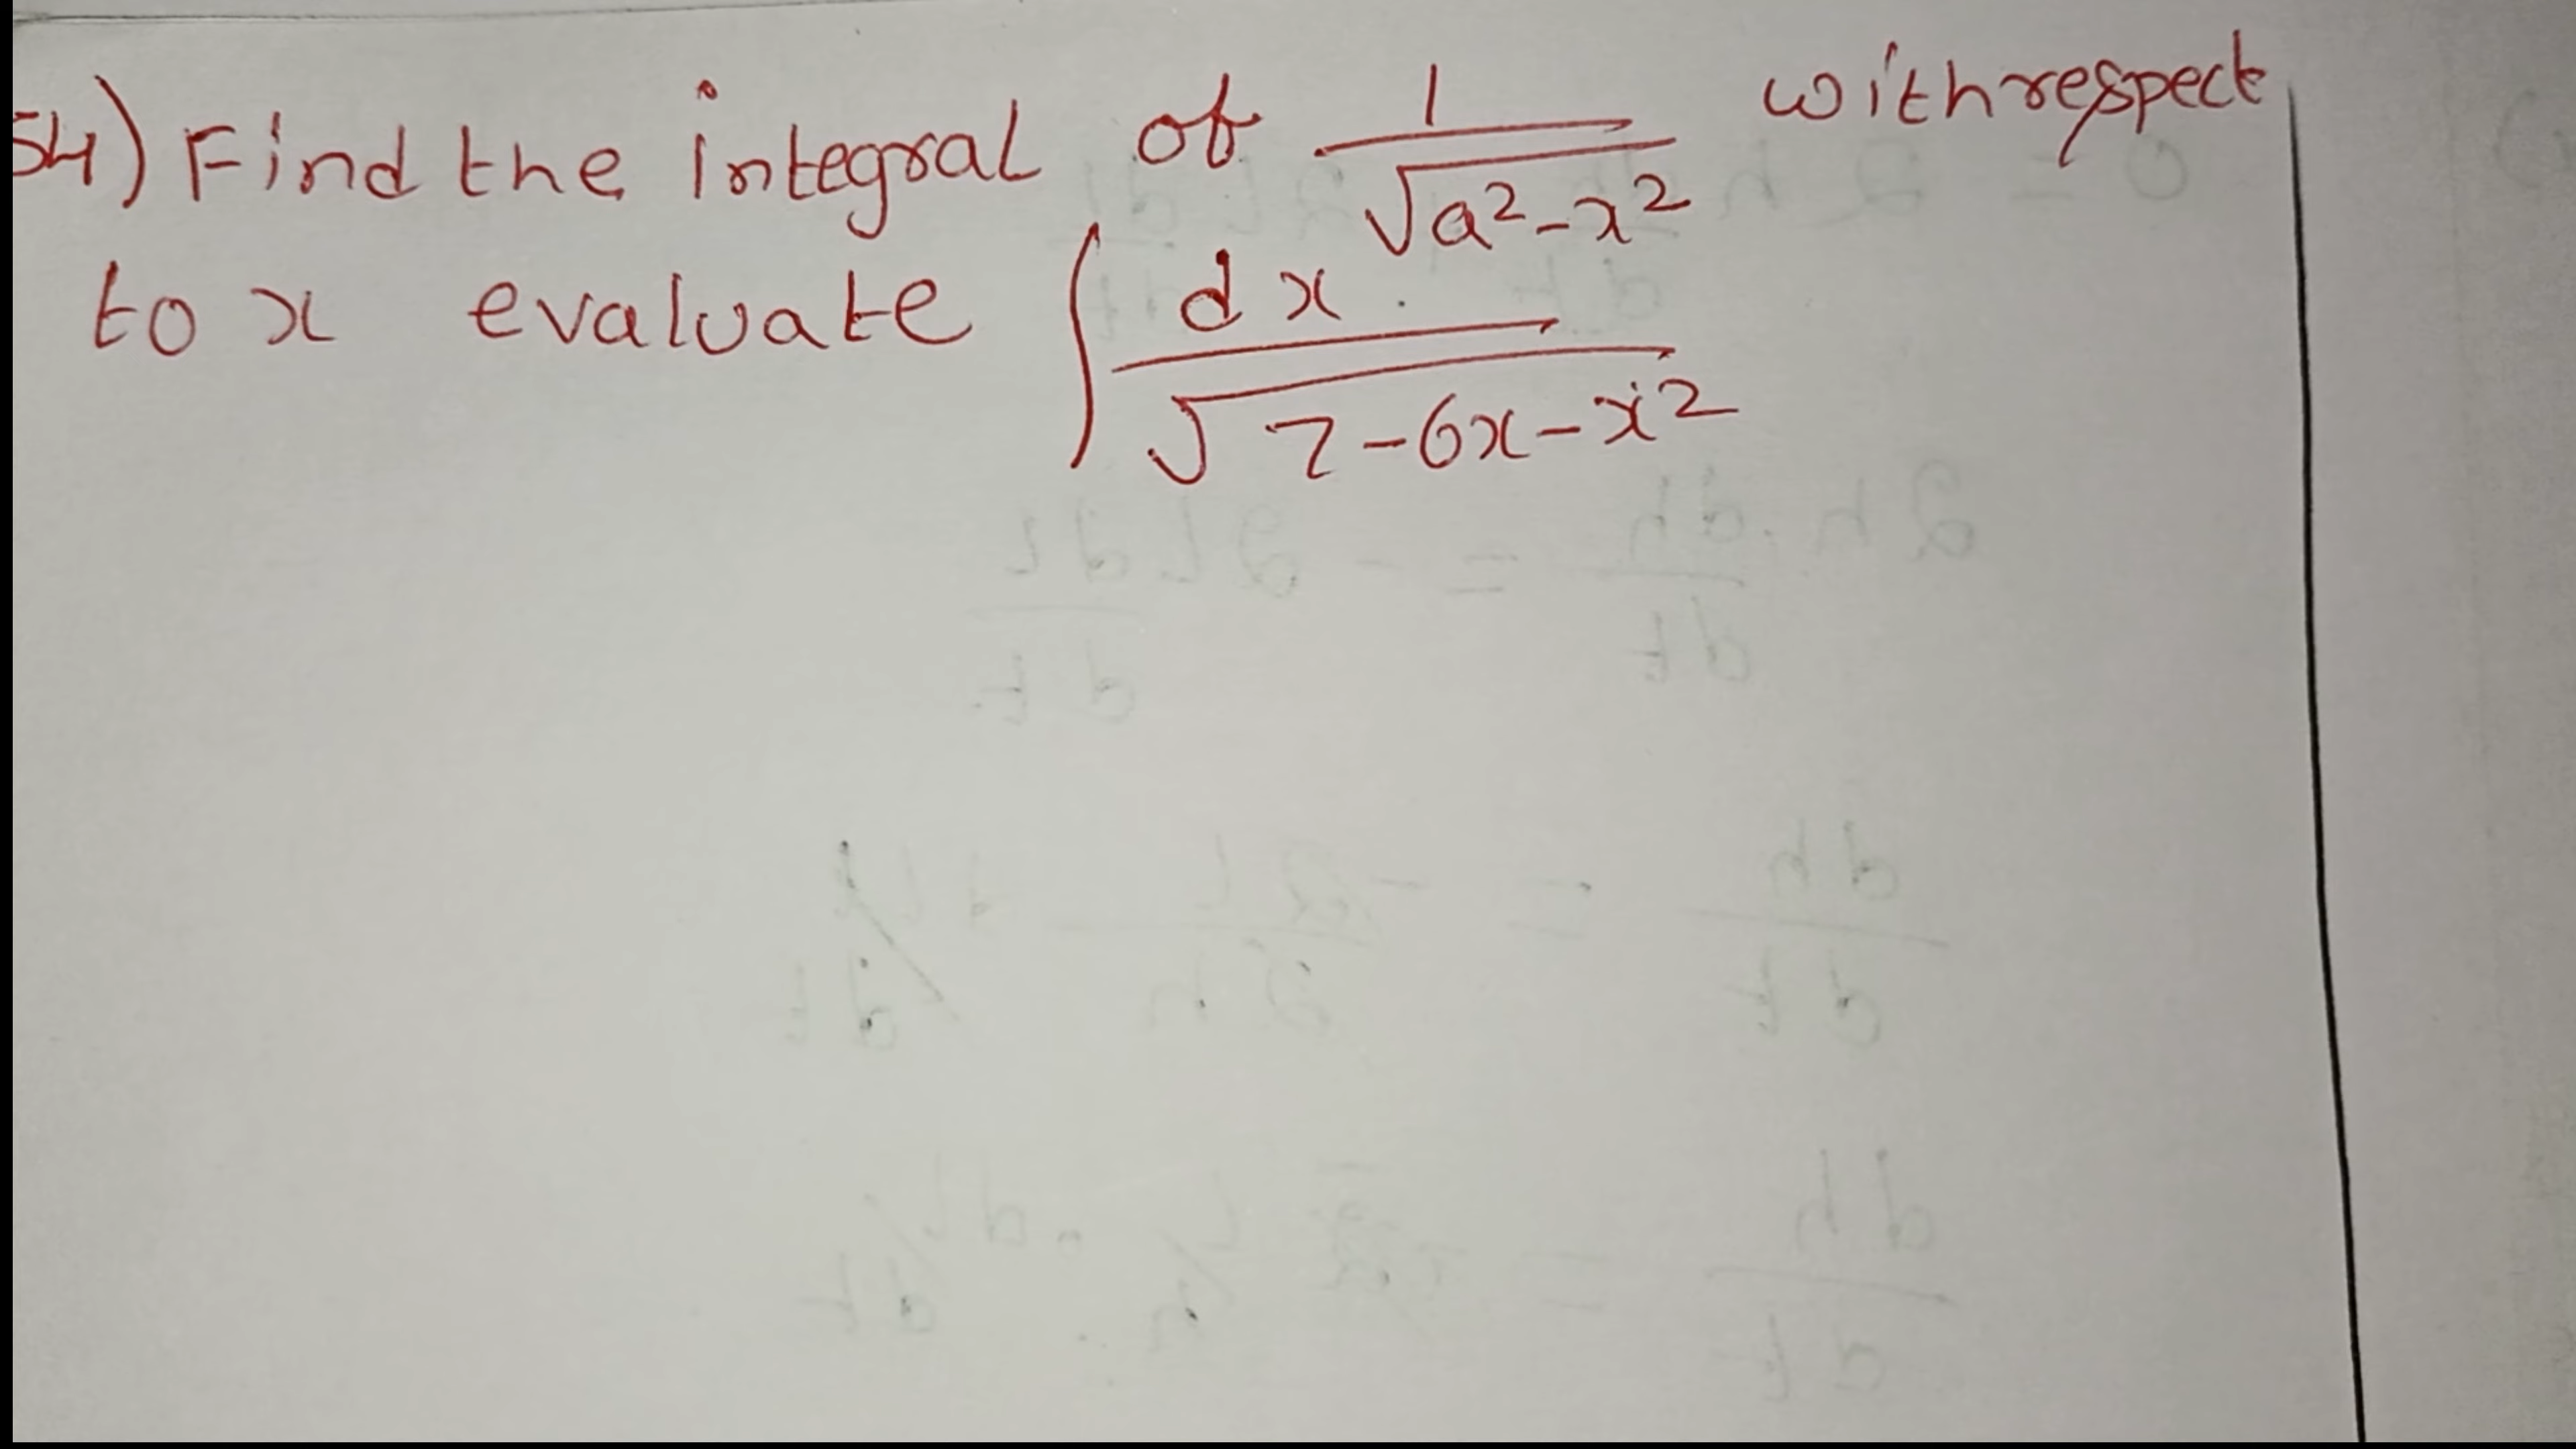 54) Find the integral of 1/√(a²-x²) with respect
to x evaluate ∫ dx/√(7-6x-x²)